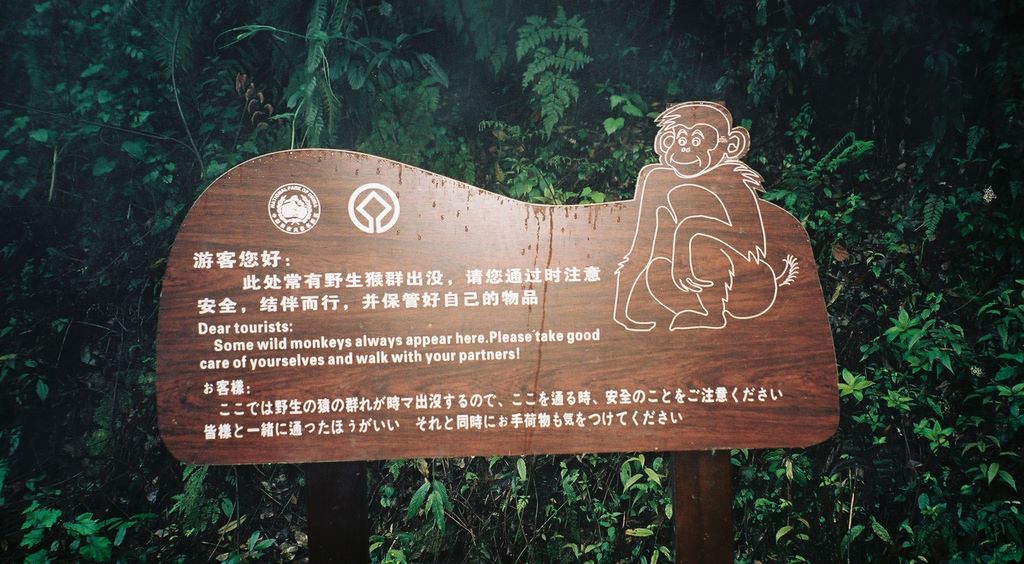 NATIONAL PARK OF CHINA
游客您好：
此处常有野生猴群出没，请您通过时注意
安全，结伴而行，并保管好自己的物品
Dear tourists:
Some wild monkeys always appear here.Please take good
care of yourselves and walk with your partners!
お客様：
ここでは野生の猿の群れが時マ出沒するので、ここを通る時、安全のことをご注意ください
皆様と一緒に通ったほうがいい　それと同時にお手荷物も気をつけてください